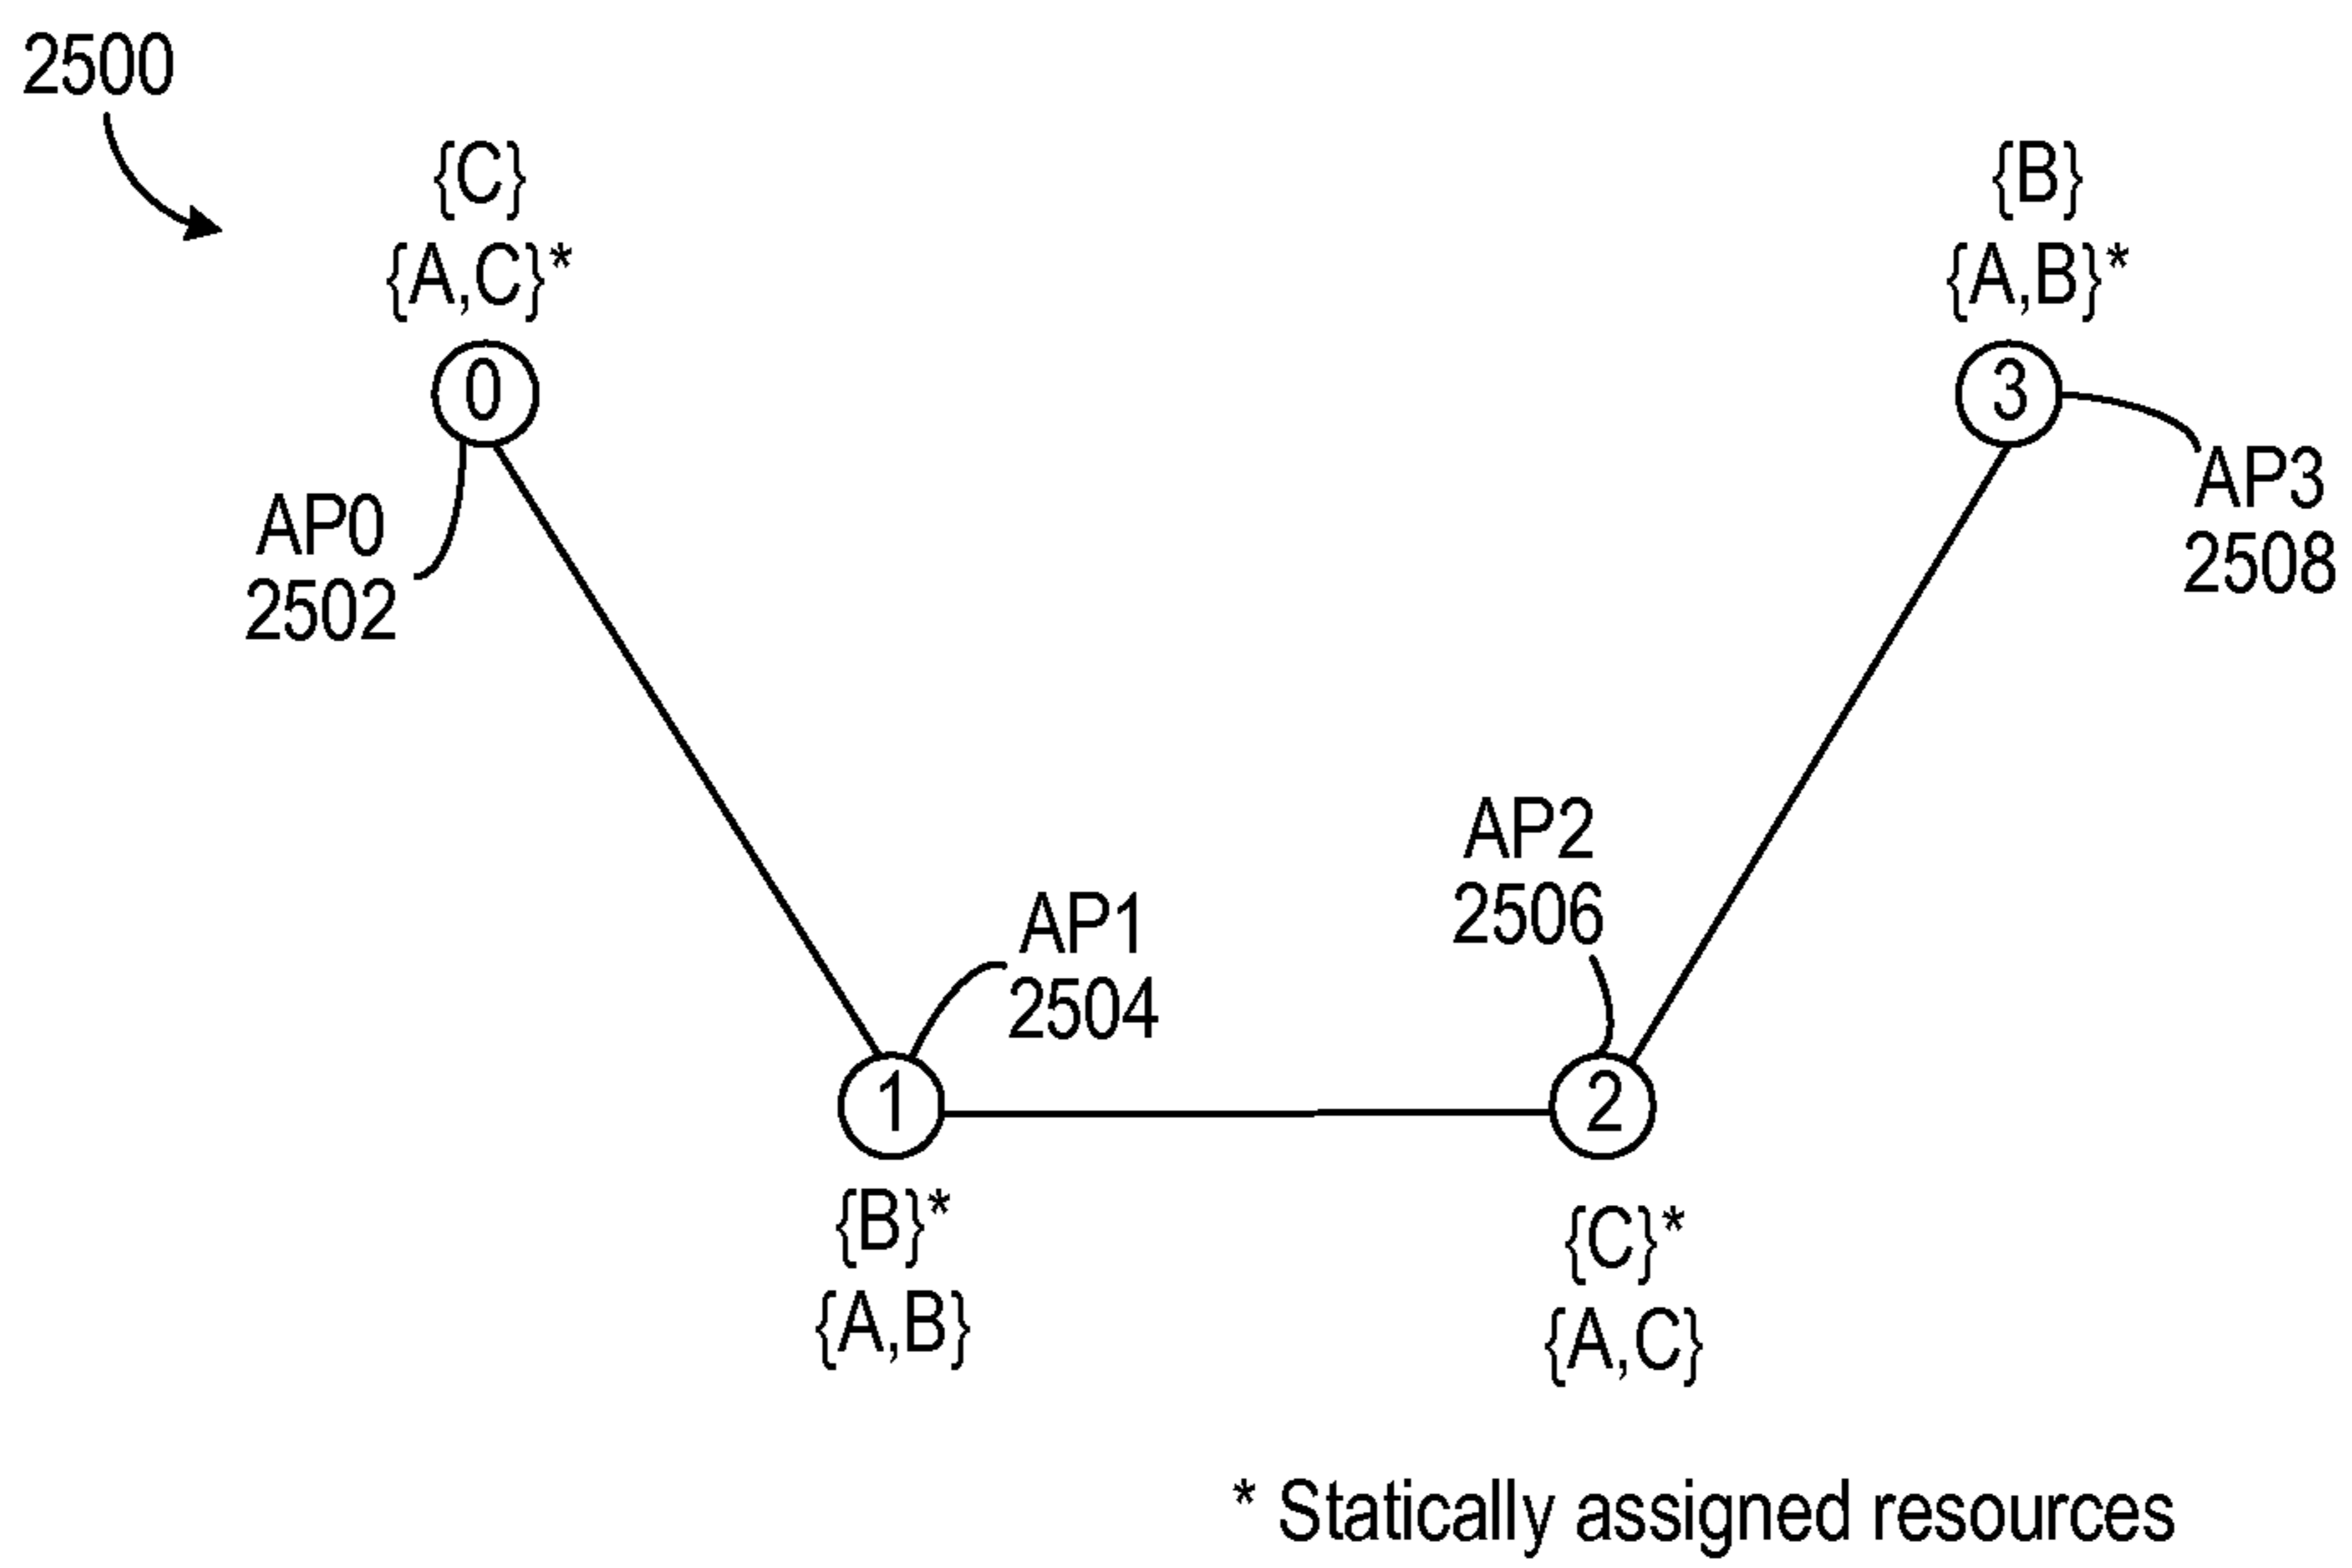 2500
{C}
{A,C}*
0
AP0
2502
{B}
{A,B}*
3
AP3
2508
AP1
2504
1
{B}*
{A,B}
AP2
2506
2
{C}*
{A,C}
* Statically assigned resources